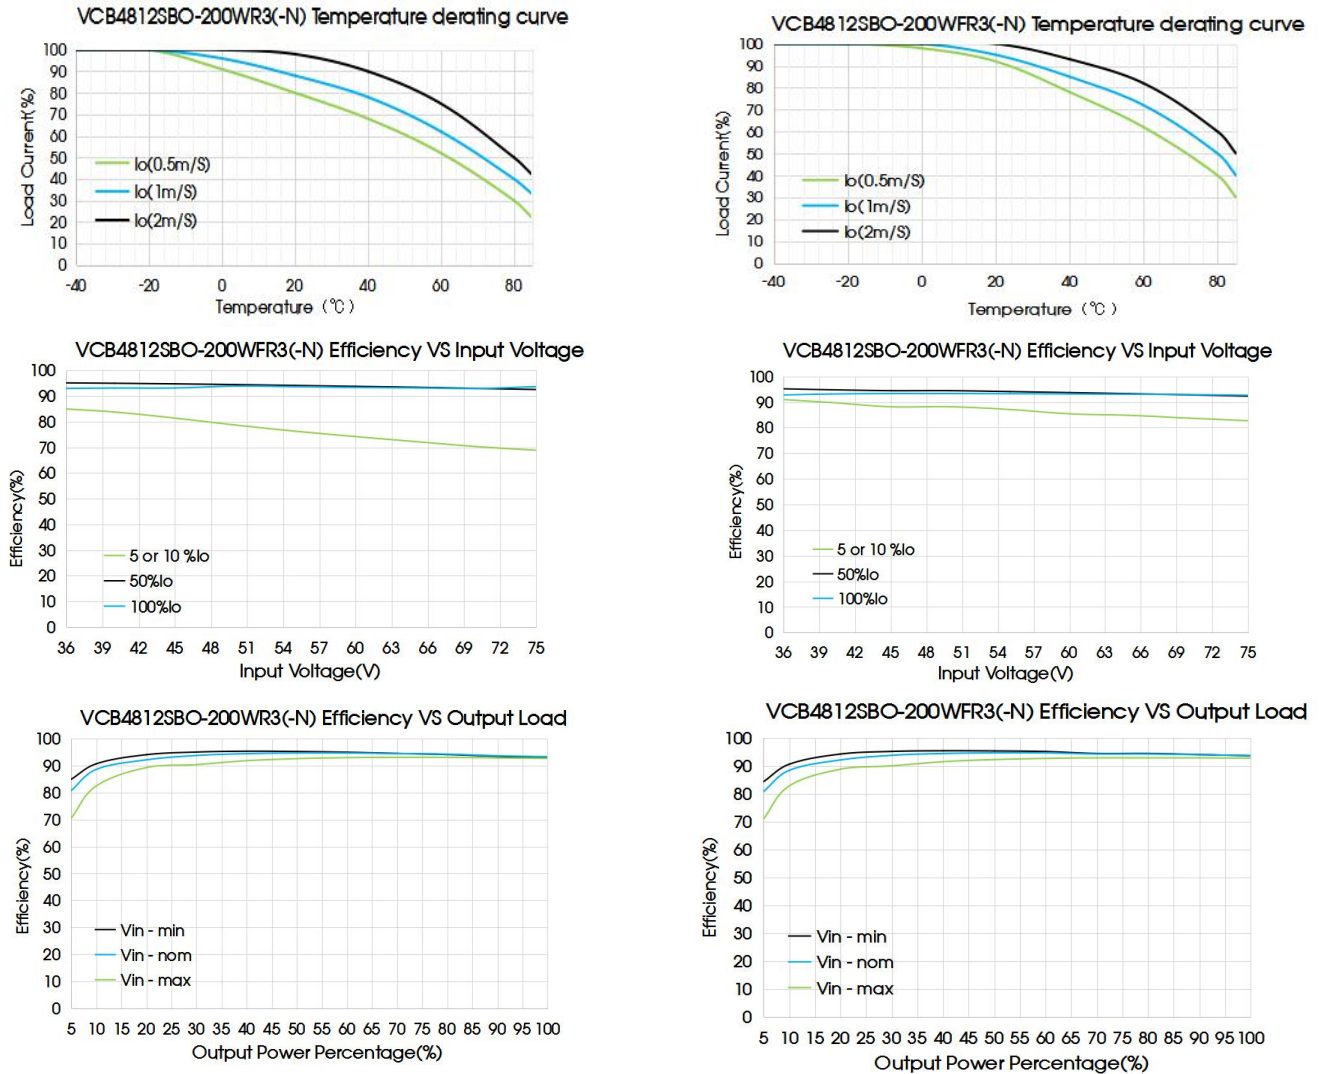 VCB4812SBO-200WR3(-N) Temperature derating curve
Load Current(%)
100
90
80
70
60
50
40
30
20
10
0
Io(0.5m/S)
Io(1m/S)
Io(2m/S)
-40 -20 0 20 40 60 80
Temperature (℃)
VCB4812SBO-200WFR3(-N) Temperature derating curve
Load Current(%)
100
90
80
70
60
50
40
30
20
10
0
Io(0.5m/S)
Io(1m/S)
Io(2m/S)
-40 -20 0 20 40 60 80
Temperature (℃)
VCB4812SBO-200WFR3(-N) Efficiency VS Input Voltage
Efficiency(%)
100
90
80
70
60
50
40
30
20
10
0
5 or 10 %Io
50%Io
100%Io
36 39 42 45 48 51 54 57 60 63 66 69 72 75
Input Voltage(V)
VCB4812SBO-200WFR3(-N) Efficiency VS Input Voltage
Efficiency(%)
100
90
80
70
60
50
40
30
20
10
0
5 or 10 %Io
50%Io
100%Io
36 39 42 45 48 51 54 57 60 63 66 69 72 75
Input Voltage(V)
VCB4812SBO-200WR3(-N) Efficiency VS Output Load
Efficiency(%)
100
90
80
70
60
50
40
30
20
10
0
Vin - min
Vin - nom
Vin - max
5 10 15 20 25 30 35 40 45 50 55 60 65 70 75 80 85 90 95 100
Output Power Percentage(%)
VCB4812SBO-200WFR3(-N) Efficiency VS Output Load
Efficiency(%)
100
90
80
70
60
50
40
30
20
10
0
Vin - min
Vin - nom
Vin - max
5 10 15 20 25 30 35 40 45 50 55 60 65 70 75 80 85 90 95 100
Output Power Percentage(%)